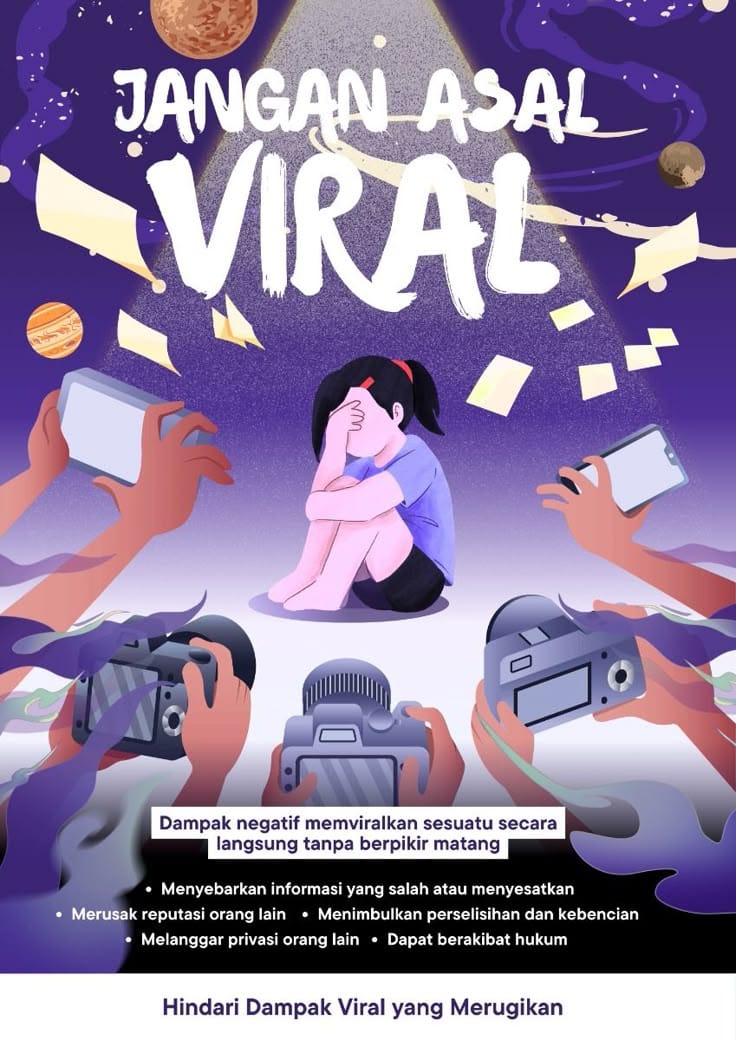 JANGAN ASAL
VIRAL
Dampak negatif memviralkan sesuatu secara
langsung tanpa berpikir matang
• Menyebarkan informasi yang salah atau menyesatkan
• Merusak reputasi orang lain • Menimbulkan perselisihan dan kebencian
• Melanggar privasi orang lain • Dapat berakibat hukum
Hindari Dampak Viral yang Merugikan